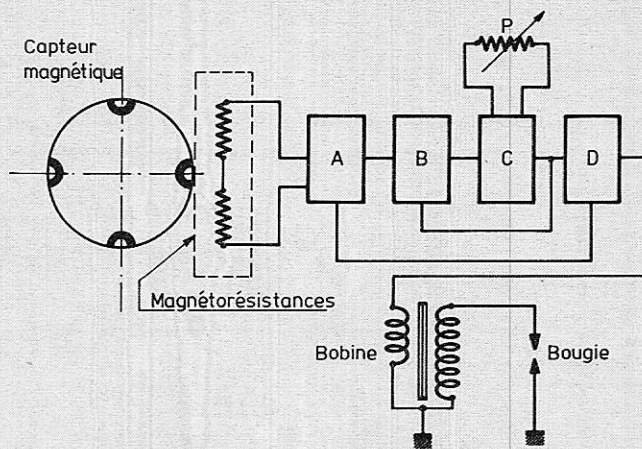 Capteur
magnétique
P
A
B
C
D
Magnétorésistances
Bobine
Bougie